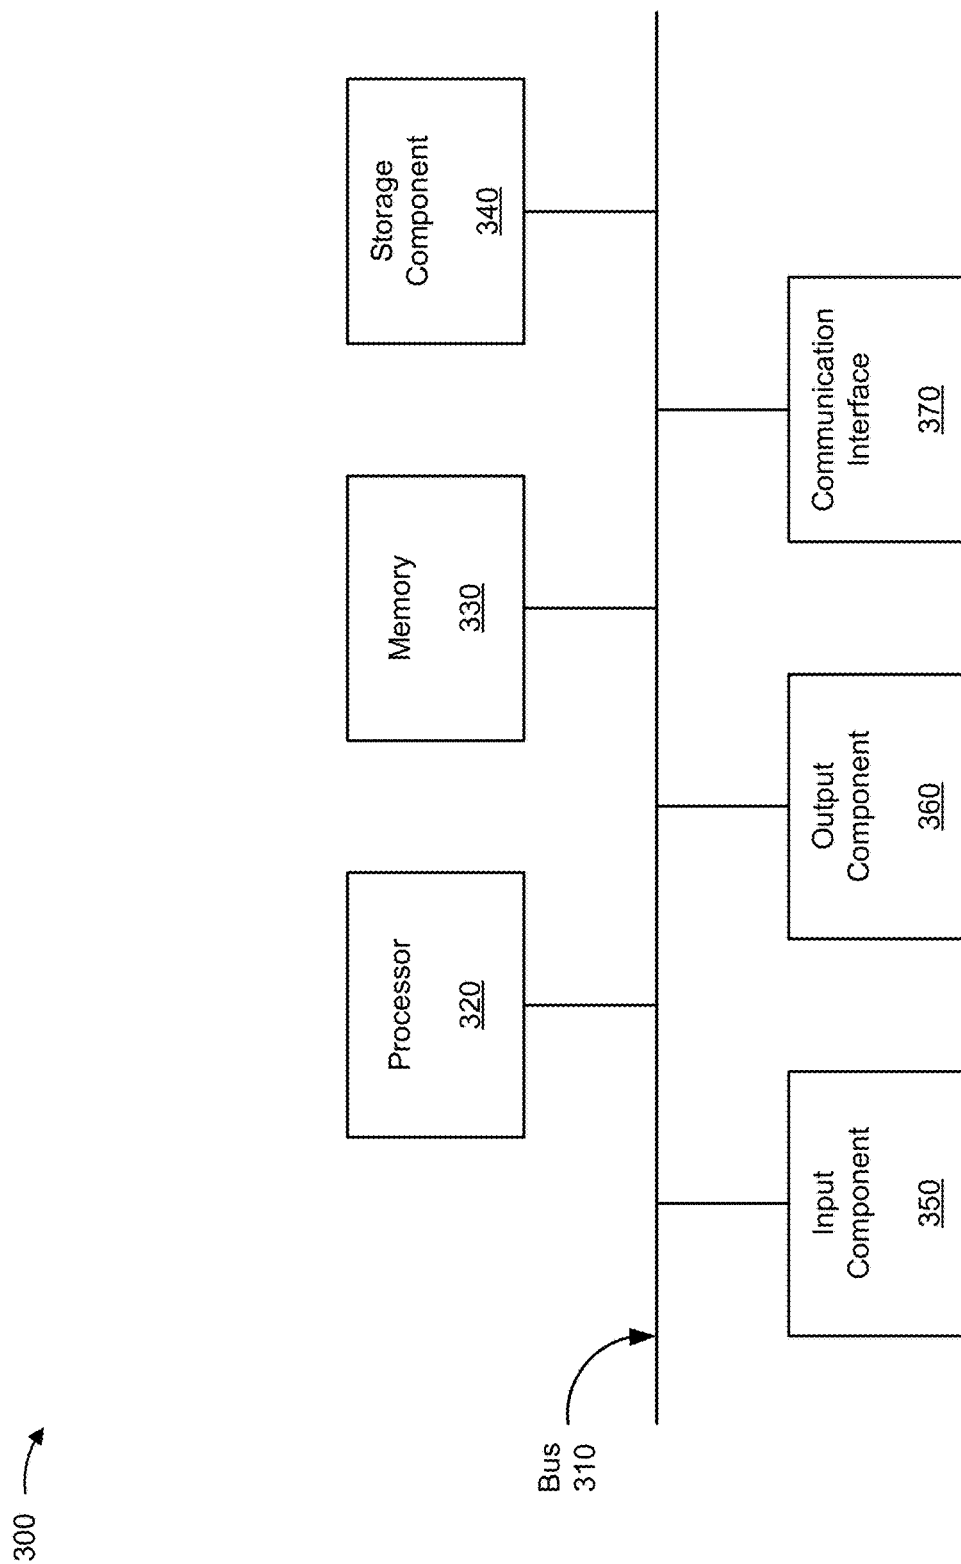 300
Bus
310
Processor
320
Memory
330
Storage
Component
340
Input
Component
350
Output
Component
360
Communication
Interface
370